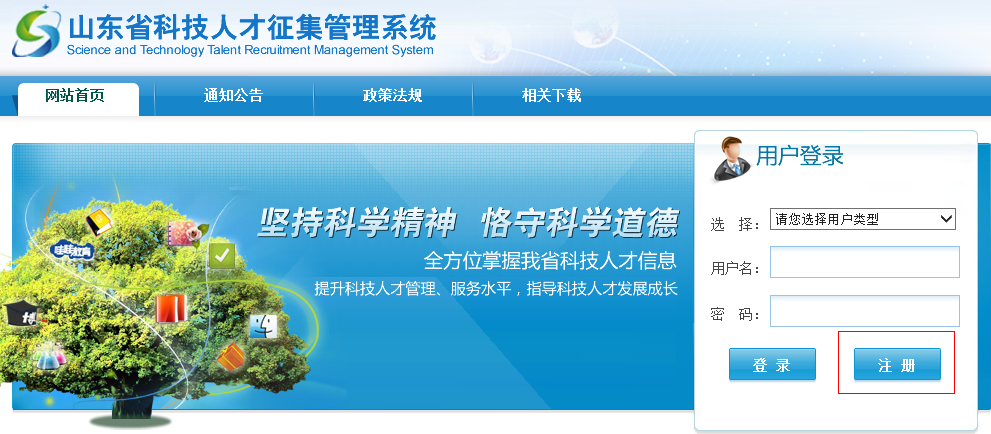 山东省科技人才征集管理系统
Science and Technology Talent Recruitment Management System
网站首页
通知公告
政策法规
相关下载
用户登录
坚持科学精神 恪守科学道德
全方位掌握我省科技人才信息
提升科技人才管理、服务水平，指导科技人才发展成长
选 择：
请您选择用户类型
用户名：
密 码：
登 录
注 册